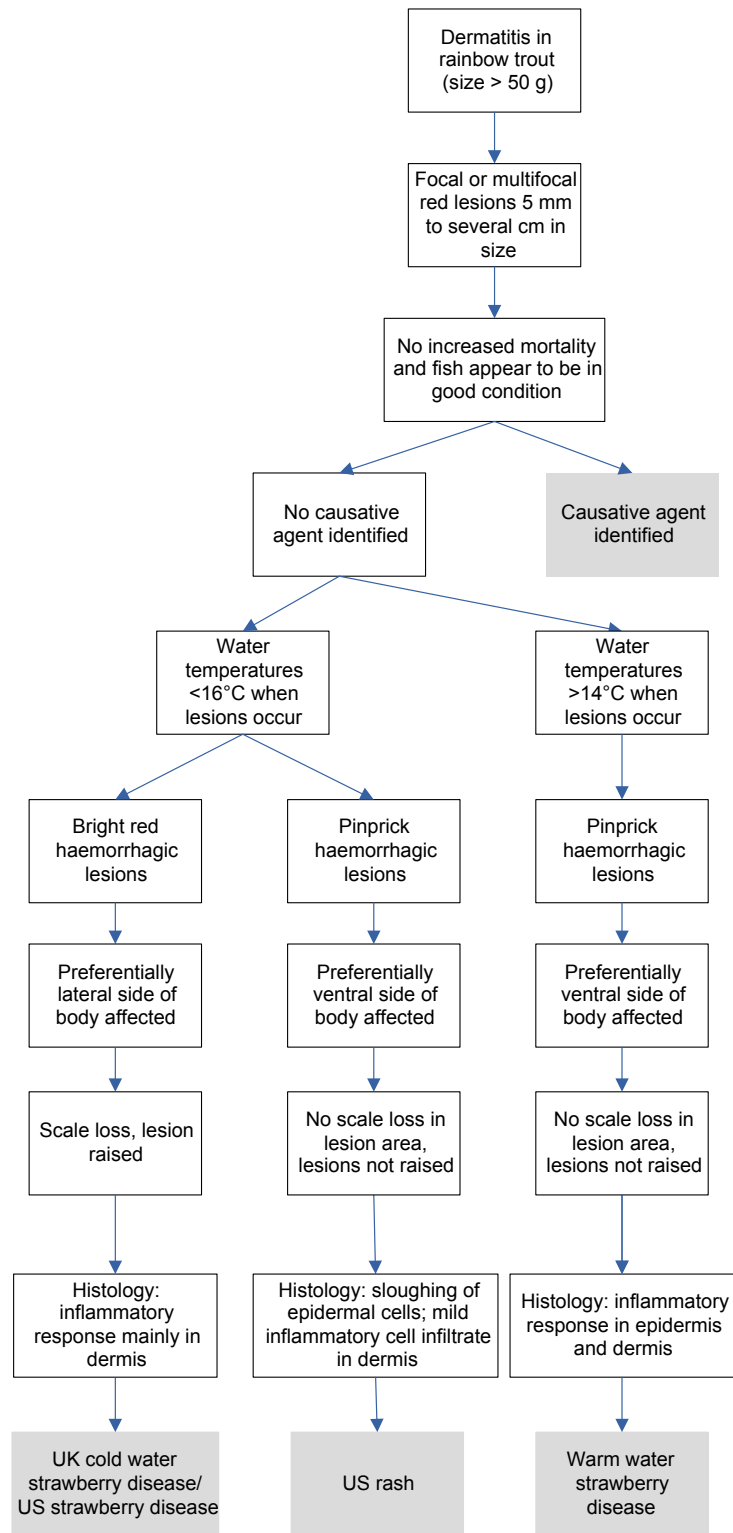 Dermatitis in
rainbow trout
(size > 50 g)
Focal or multifocal
red lesions 5 mm
to several cm in
size
No increased mortality
and fish appear to be in
good condition
No causative
agent identified
Causative agent
identified
Water
temperatures
<16°C when
lesions occur
Water
temperatures
>14°C when
lesions occur
Bright red
haemorrhagic
lesions
Pinprick
haemorrhagic
lesions
Pinprick
haemorrhagic
lesions
Preferentially
lateral side of
body affected
Preferentially
ventral side of
body affected
Preferentially
ventral side of
body affected
Scale loss, lesion
raised
No scale loss in
lesion area,
lesions not raised
No scale loss in
lesion area,
lesions not raised
Histology:
inflammatory
response mainly in
dermis
Histology: sloughing of
epidermal cells; mild
inflammatory cell infiltrate
in dermis
Histology: inflammatory
response in epidermis
and dermis
UK cold water
strawberry disease/
US strawberry disease
US rash
Warm water
strawberry
disease